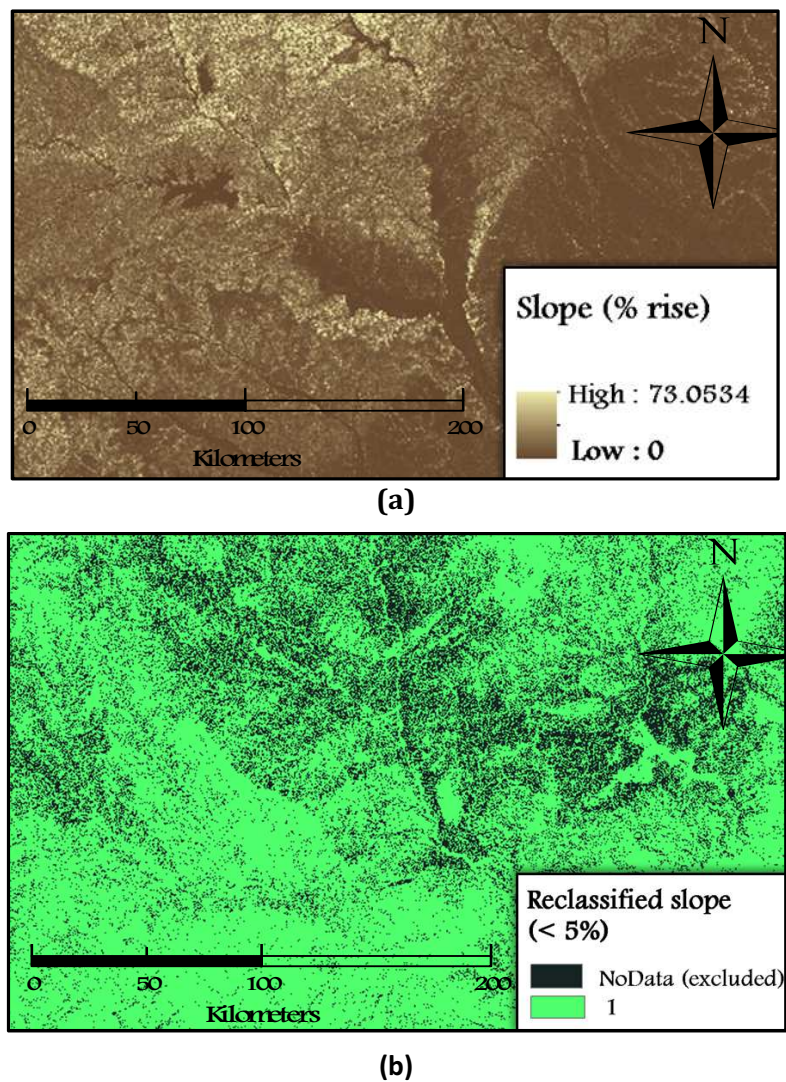 N
Slope (% rise)
High : 73.0534
Low : 0
0 50 100 200
Kilometers
(a)
N
Reclassified slope
(< 5%)
NoData (excluded)
1
0 50 100 200
Kilometers
(b)